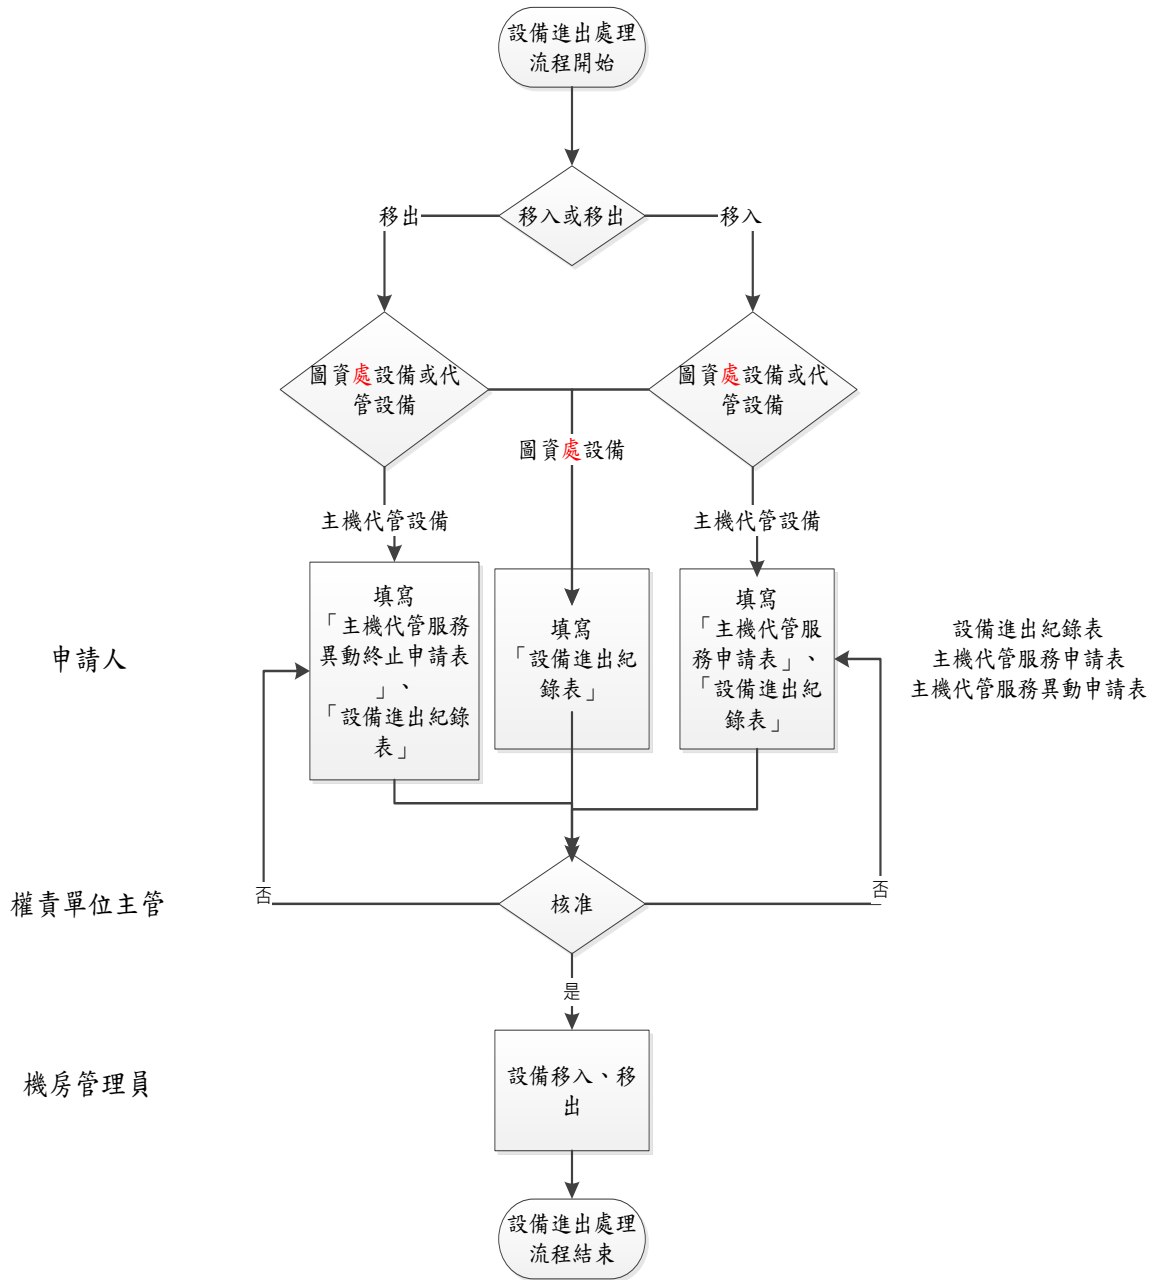 設備進出處理
流程開始
移出
移入或移出
移入
圖資處設備或代
管設備
圖資處設備或代
管設備
圖資處設備
主機代管設備
主機代管設備
申請人
填寫
「主機代管服務
異動終止申請表
」、
「設備進出紀錄
表」
填寫
「設備進出紀
錄表」
填寫
「主機代管服
務申請表」、
「設備進出紀
錄表」
設備進出紀錄表
主機代管服務申請表
主機代管服務異動申請表
權責單位主管
否
核准
否
是
機房管理員
設備移入、移
出
設備進出處理
流程結束